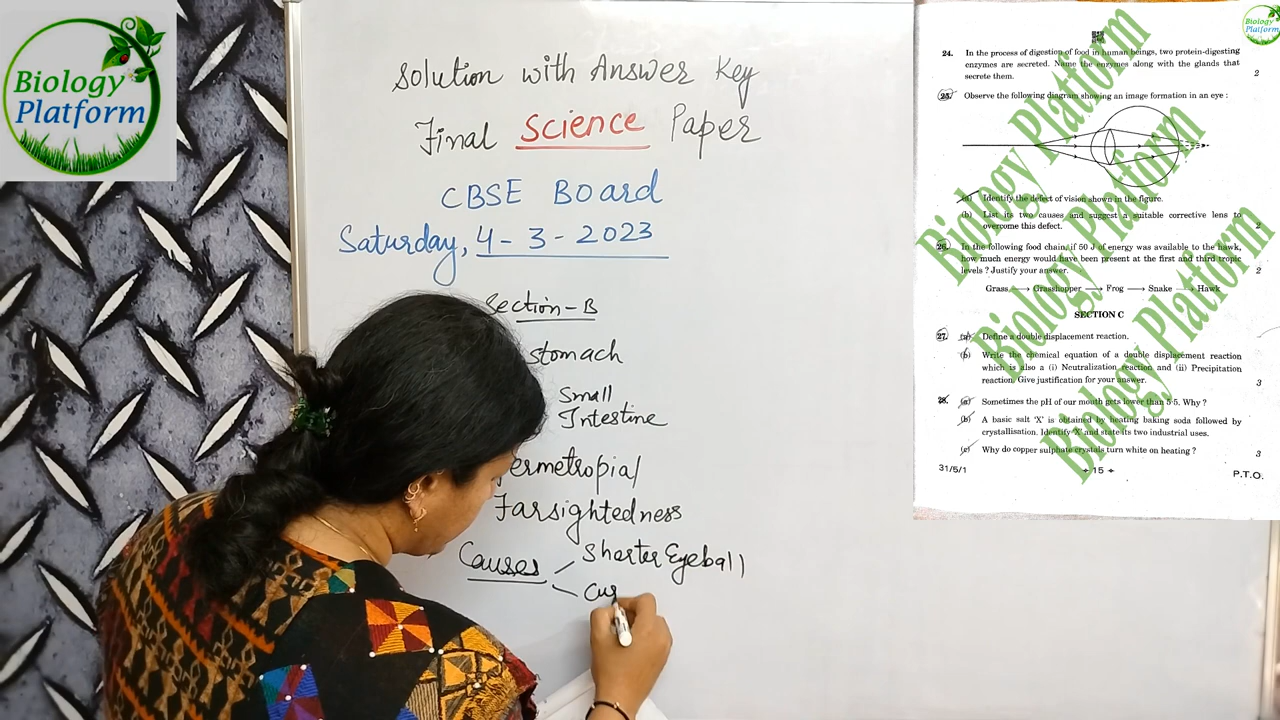 Biology
Platform
Solution with Answer Key
Final Science Paper
CBSE Board
Saturday, 4-3-2023
Section-B
stomach
Small
Intestine
ermetropia/
Farsightedness
Causes
Shorter Eyeball
Cur
Biology
Platform
24. In the process of digestion of food in human beings, two protein-digesting
enzymes are secreted. Name the enzymes along with the glands that
secrete them. 2
25. Observe the following diagram showing an image formation in an eye :
(a) Identify the defect of vision shown in the figure.
(b) List its two causes and suggest a suitable corrective lens to
overcome this defect. 2
26. In the following food chain, if 50 J of energy was available to the hawk,
how much energy would have been present at the first and third tropic
levels ? Justify your answer. 2
Grass → Grasshopper → Frog → Snake → Hawk
SECTION C
27. (a) Define a double displacement reaction.
(b) Write the chemical equation of a double displacement reaction
which is also a (i) Neutralization reaction and (ii) Precipitation
reaction. Give justification for your answer. 3
28. (a) Sometimes the pH of our mouth gets lower than 5·5. Why ?
(b) A basic salt 'X' is obtained by heating baking soda followed by
crystallisation. Identify 'X' and state its two industrial uses.
(c) Why do copper sulphate crystals turn white on heating ? 3
31/5/1 15 P.T.O.
Biology Platform
Biology Platform
Biology Platform